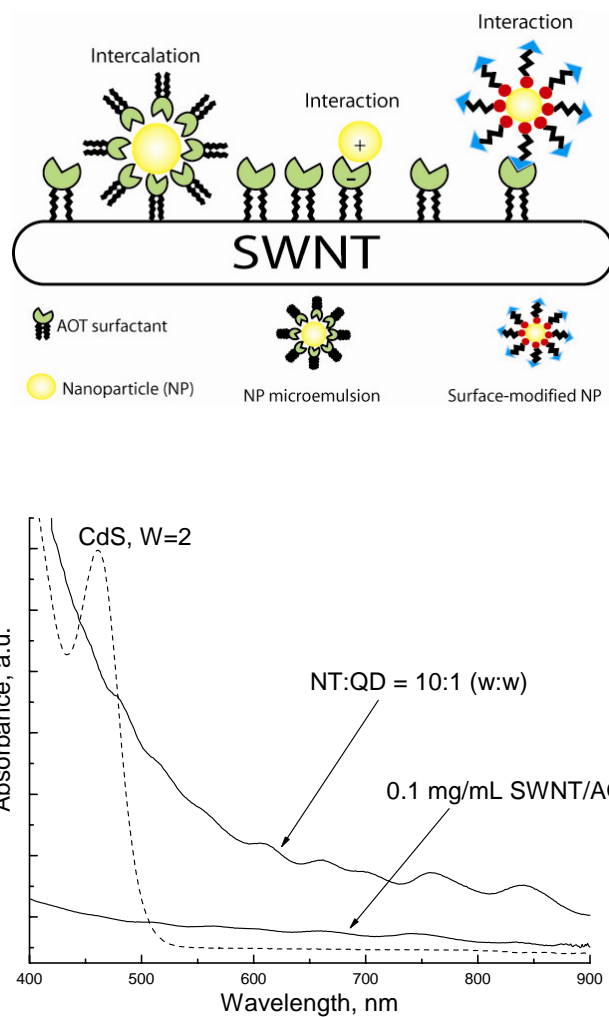 Interaction
Intercalation
Interaction
+
–
SWNT
AOT surfactant
Nanoparticle (NP)
NP microemulsion
Surface-modified NP
CdS, W=2
NT:QD = 10:1 (w:w)
0.1 mg/mL SWNT/AO
Absorbance, a.u.
400
500
600
700
800
900
Wavelength, nm